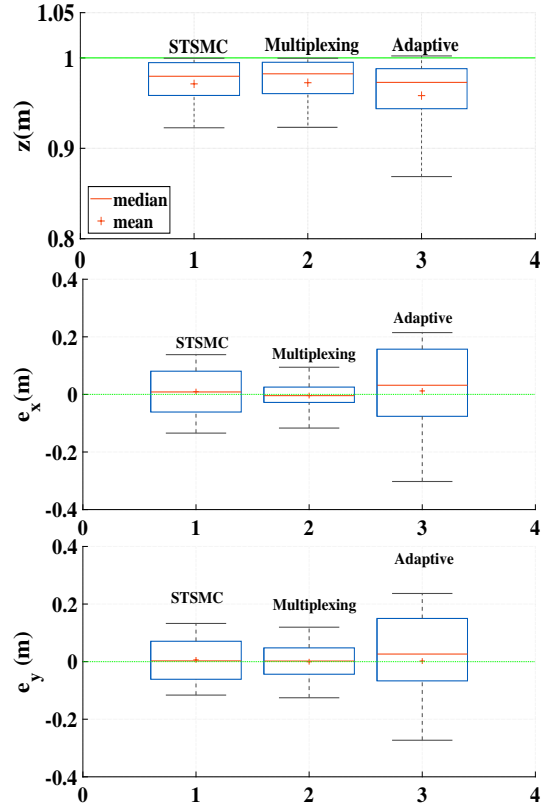 1.05
STSMC Multiplexing Adaptive
1
z(m)
0.9
median
mean
0.8
0 1 2 3 4
0.4
Adaptive
0.2
STSMC
Multiplexing
e_x(m)
0
-0.2
-0.4
0 1 2 3 4
0.4
Adaptive
0.2
STSMC
Multiplexing
e_y (m)
0
-0.2
-0.4
0 1 2 3 4